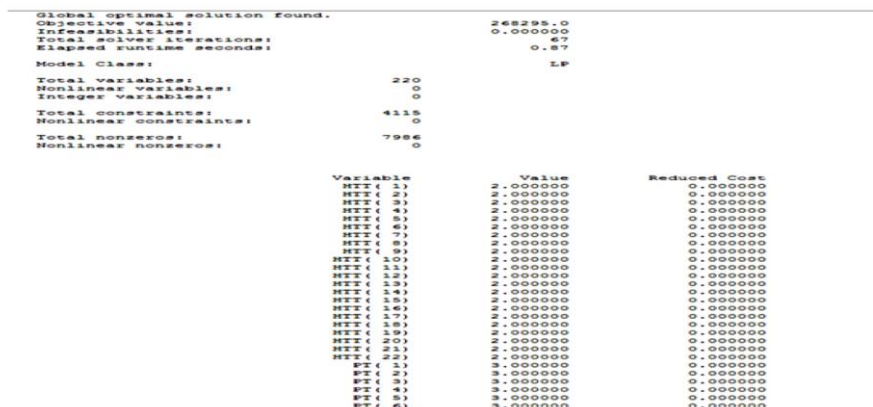 Global optimal solution found.
Objective value: 268295.0
Infeasibilities: 0.000000
Total solver iterations: 67
Elapsed runtime seconds: 0.87
Model Class: LP
Total variables: 220
Nonlinear variables: 0
Integer variables: 0
Total constraints: 4115
Nonlinear constraints: 0
Total nonzeros: 7986
Nonlinear nonzeros: 0
Variable Value Reduced Cost
HTT( 1) 2.000000 0.000000
HTT( 2) 2.000000 0.000000
HTT( 3) 2.000000 0.000000
HTT( 4) 2.000000 0.000000
HTT( 5) 2.000000 0.000000
HTT( 6) 2.000000 0.000000
HTT( 7) 2.000000 0.000000
HTT( 8) 2.000000 0.000000
HTT( 9) 2.000000 0.000000
HTT( 10) 2.000000 0.000000
HTT( 11) 2.000000 0.000000
HTT( 12) 2.000000 0.000000
HTT( 13) 2.000000 0.000000
HTT( 14) 2.000000 0.000000
HTT( 15) 2.000000 0.000000
HTT( 16) 2.000000 0.000000
HTT( 17) 2.000000 0.000000
HTT( 18) 2.000000 0.000000
HTT( 19) 2.000000 0.000000
HTT( 20) 2.000000 0.000000
HTT( 21) 2.000000 0.000000
HTT( 22) 2.000000 0.000000
PT( 1) 3.000000 0.000000
PT( 2) 3.000000 0.000000
PT( 3) 3.000000 0.000000
PT( 4) 3.000000 0.000000
PT( 5) 3.000000 0.000000
PT( 6) 3.000000 0.000000